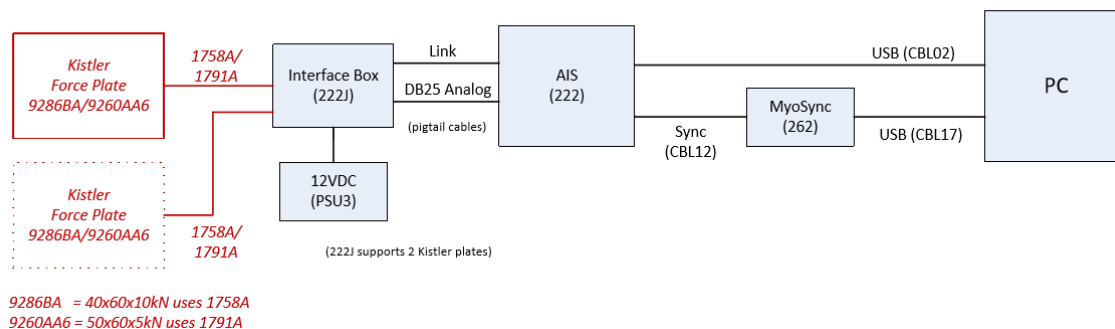 Kistler
Force Plate
9286BA/9260AA6
1758A/
1791A
Interface Box
(222J)
Link
DB25 Analog
(pigtail cables)
AIS
(222)
USB (CBL02)
PC
Sync
(CBL12)
MyoSync
(262)
USB (CBL17)
12VDC
(PSU3)
Kistler
Force Plate
9286BA/9260AA6
1758A/
1791A
(222J supports 2 Kistler plates)
9286BA = 40x60x10kN uses 1758A
9260AA6 = 50x60x5kN uses 1791A